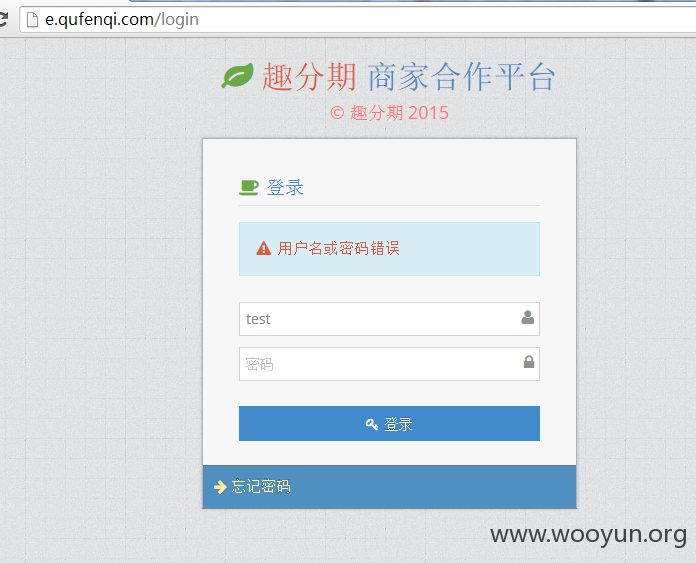 e.qufenqi.com/login
趣分期 商家合作平台
© 趣分期 2015
登录
用户名或密码错误
test
密码
登录
忘记密码
www.wooyun.org